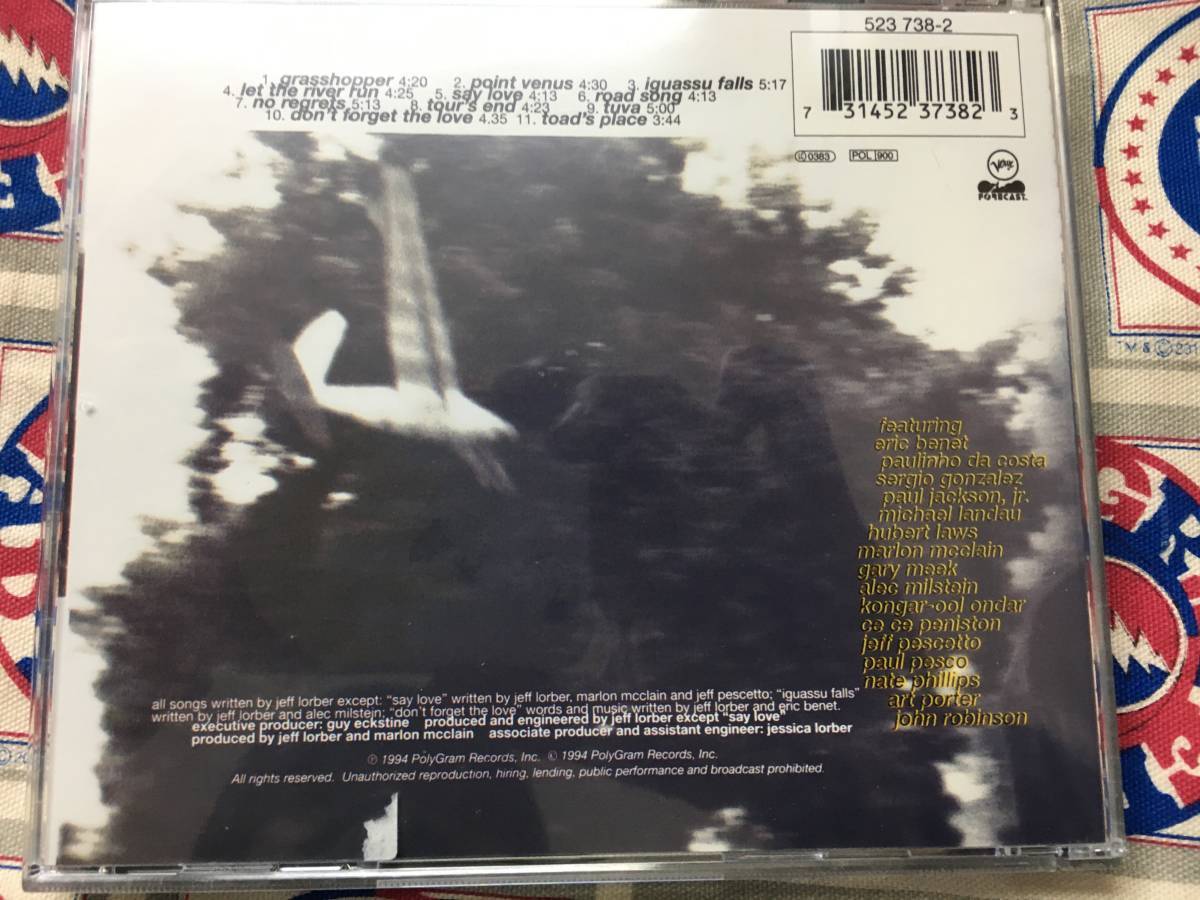 523 738-2
1. grasshopper 4:20 2. point venus 4:30 3. iguassu falls 5:17
4. let the river run 4:25 5. say love 4:13 6. road song 4:13
7. no regrets 5:13 8. tour's end 4:23 9. tuva 5:00
10. don't forget the love 4.35 11. toad's place 3:44
7 31452 37382 3
LC 0383 POL 900
Verve
FORECAST
TM & ©
featuring
eric benet
paulinho da costa
sergio gonzalez
paul jackson, jr.
michael landau
hubert laws
marlon mcclain
gary meek
alec milstein
kongar-ool ondar
ce ce peniston
jeff pescetto
paul pesco
nate phillips
art porter
john robinson
all songs written by jeff lorber except: "say love" written by jeff lorber, marlon mcclain and jeff pescetto; "iguassu falls"
written by jeff lorber and alec milstein; "don't forget the love" words and music written by jeff lorber and eric benet.
executive producer: guy eckstine produced and engineered by jeff lorber except "say love"
produced by jeff lorber and marlon mcclain associate producer and assistant engineer: jessica lorber
℗ 1994 PolyGram Records, Inc. © 1994 PolyGram Records, Inc.
All rights reserved. Unauthorized reproduction, hiring, lending, public performance and broadcast prohibited.